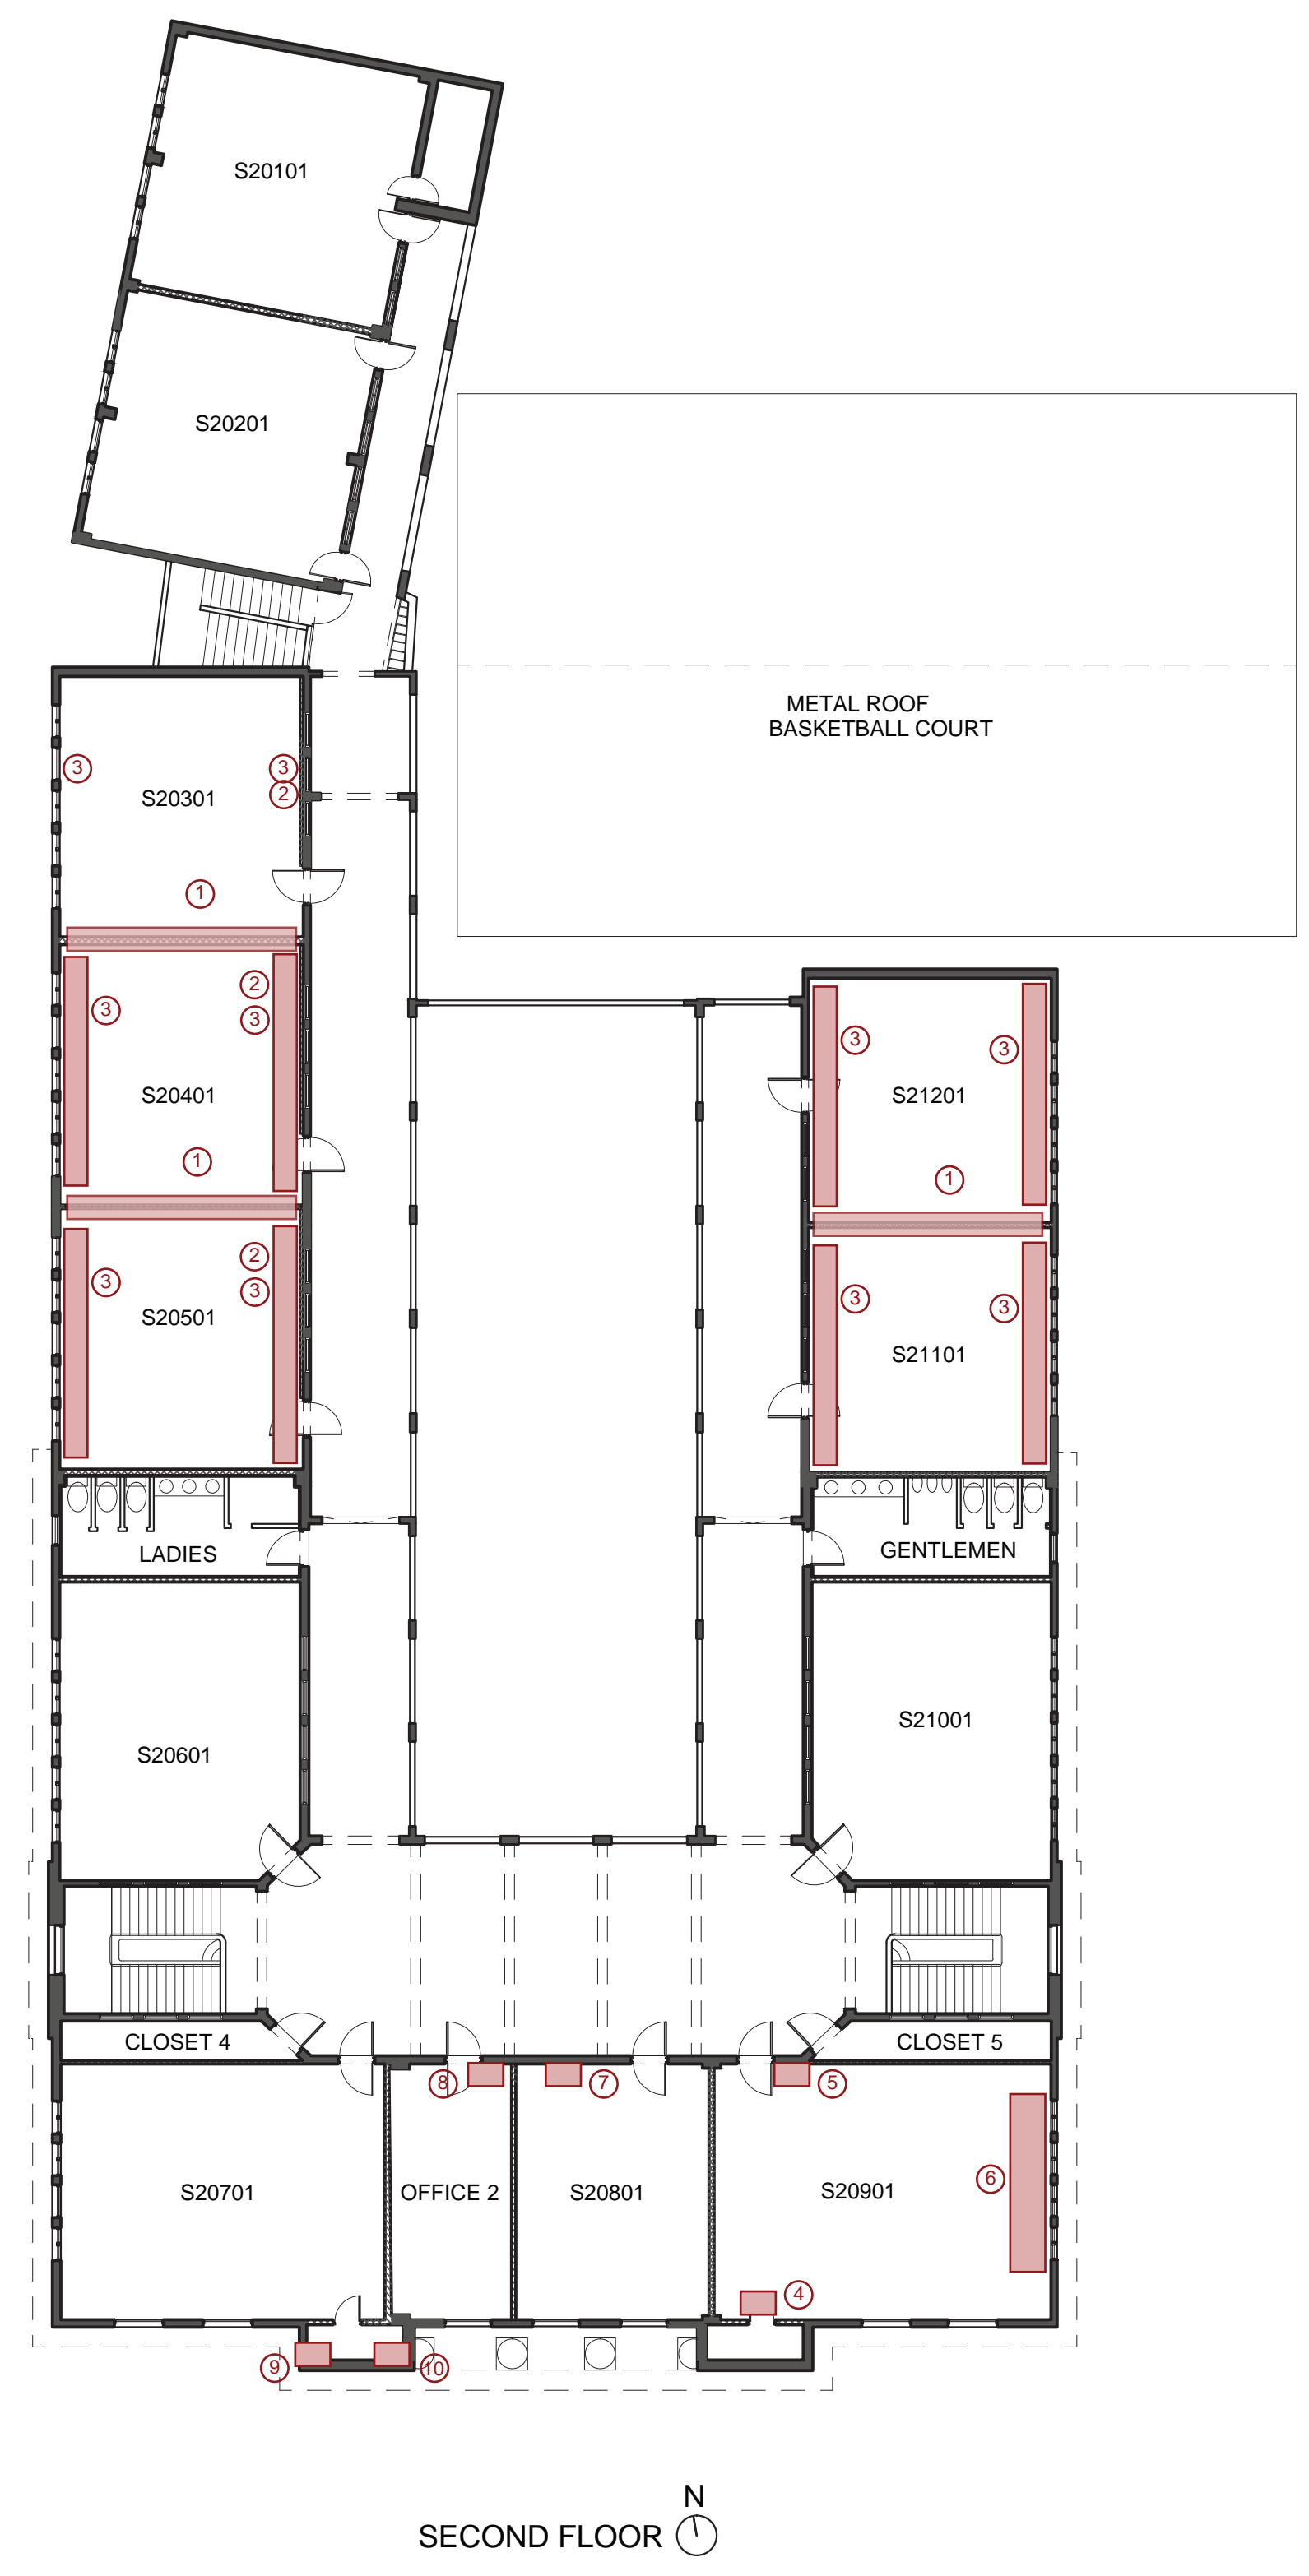 S20101
S20201
METAL ROOF
BASKETBALL COURT
3
3
2
S20301
1
2
3
3
S20401
1
3
3
S21201
1
2
3
3
S20501
3
3
S21101
LADIES
GENTLEMEN
S20601
S21001
CLOSET 4
CLOSET 5
8
7
5
6
S20701
OFFICE 2
S20801
S20901
4
9
10
N
SECOND FLOOR